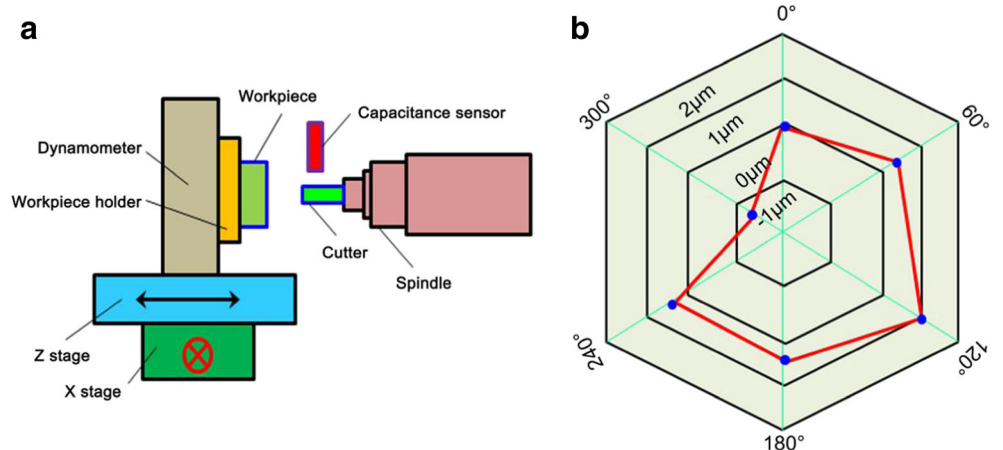 a
Workpiece
Capacitance sensor
Dynamometer
Workpiece holder
Cutter
Spindle
Z stage
X stage
b
0°
60°
120°
180°
240°
300°
2μm
1μm
0μm
-1μm